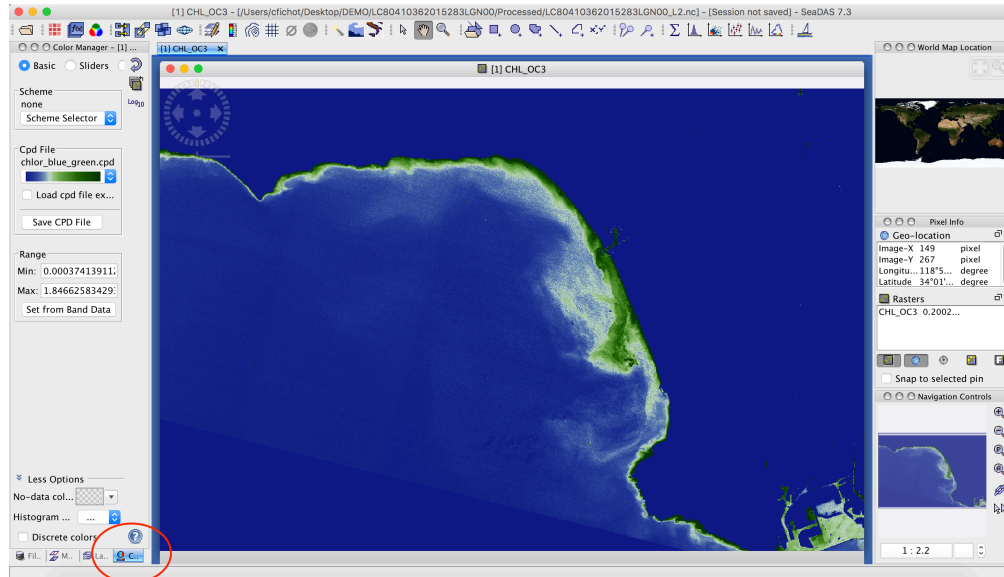 [1] CHL_OC3 - [/Users/cfichot/Desktop/DEMO/LC80410362015283LGN00/Processed/LC80410362015283LGN00_L2.nc] - [Session not saved] - SeaDAS 7.3
Color Manager - [1] ...
Basic Sliders
Log10
Scheme
none
Scheme Selector
Cpd File
chlor_blue_green.cpd
Load cpd file ex...
Save CPD File
Range
Min: 0.00037413911
Max: 1.84662583429
Set from Band Data
Less Options
No-data col...
Histogram ... ...
Discrete colors
Fil.. M.. La.. C...
[1] CHL_OC3
[1] CHL_OC3
World Map Location
Pixel Info
Geo-location
Image-X 149 pixel
Image-Y 267 pixel
Longitu... 118°5... degree
Latitude 34°01'... degree
Rasters
CHL_OC3 0.2002...
Snap to selected pin
Navigation Controls
1 : 2.2